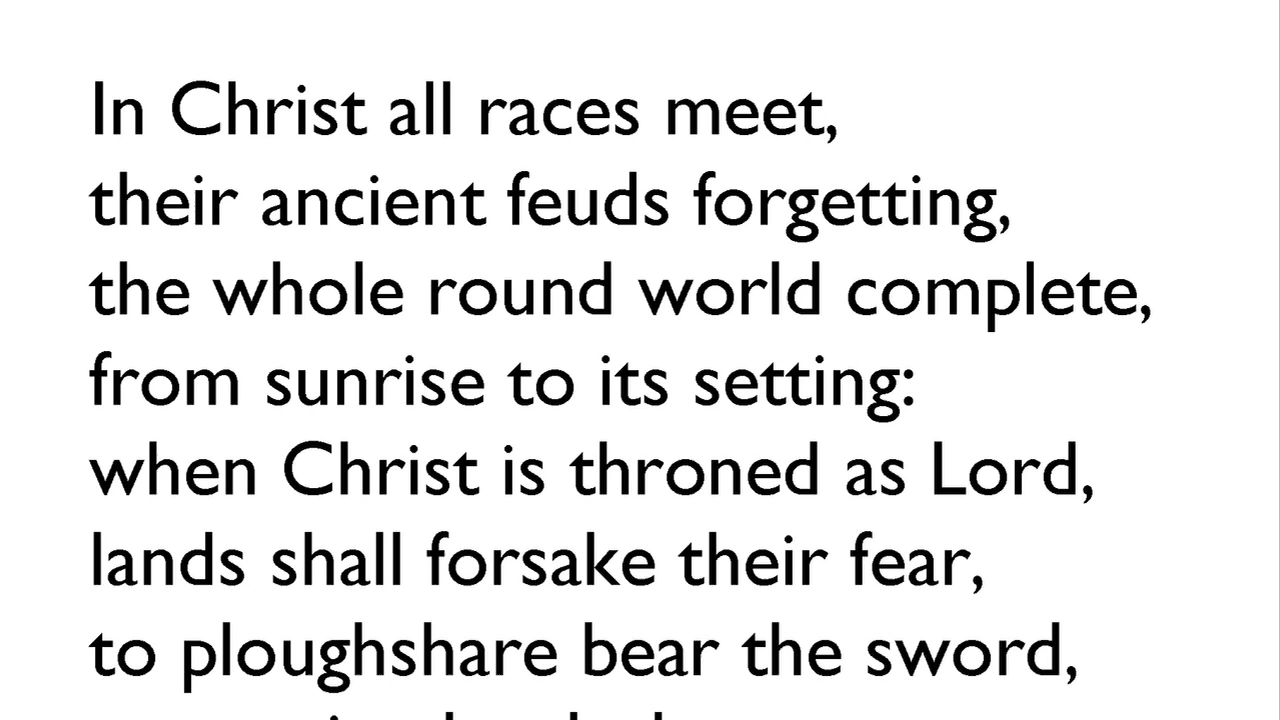 In Christ all races meet,
their ancient feuds forgetting,
the whole round world complete,
from sunrise to its setting:
when Christ is throned as Lord,
lands shall forsake their fear,
to ploughshare bear the sword,